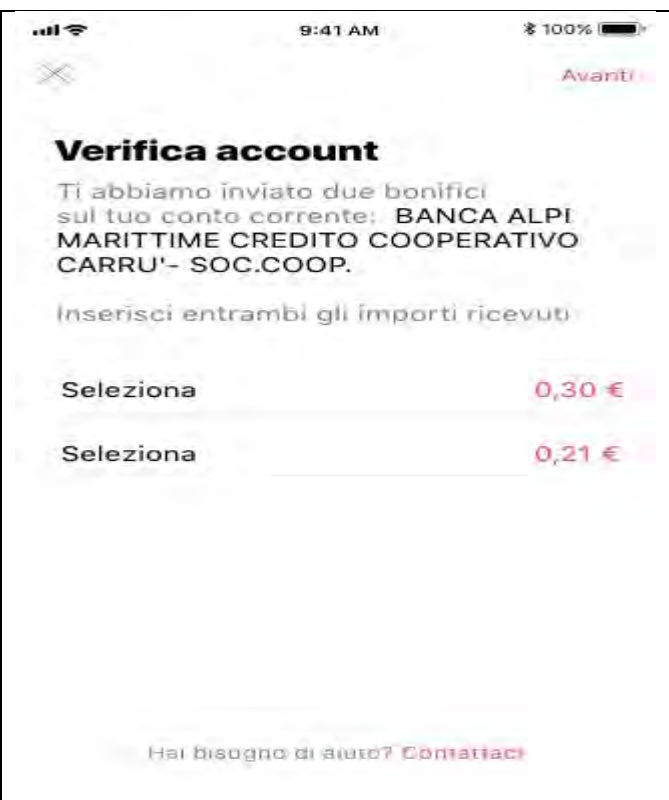 9:41 AM 100%
Avanti
Verifica account
Ti abbiamo inviato due bonifici
sul tuo conto corrente: BANCA ALPI
MARITTIME CREDITO COOPERATIVO
CARRU'- SOC.COOP.
Inserisci entrambi gli importi ricevuti
Seleziona 0,30 €
Seleziona 0,21 €
Hai bisogno di aiuto? Contattaci